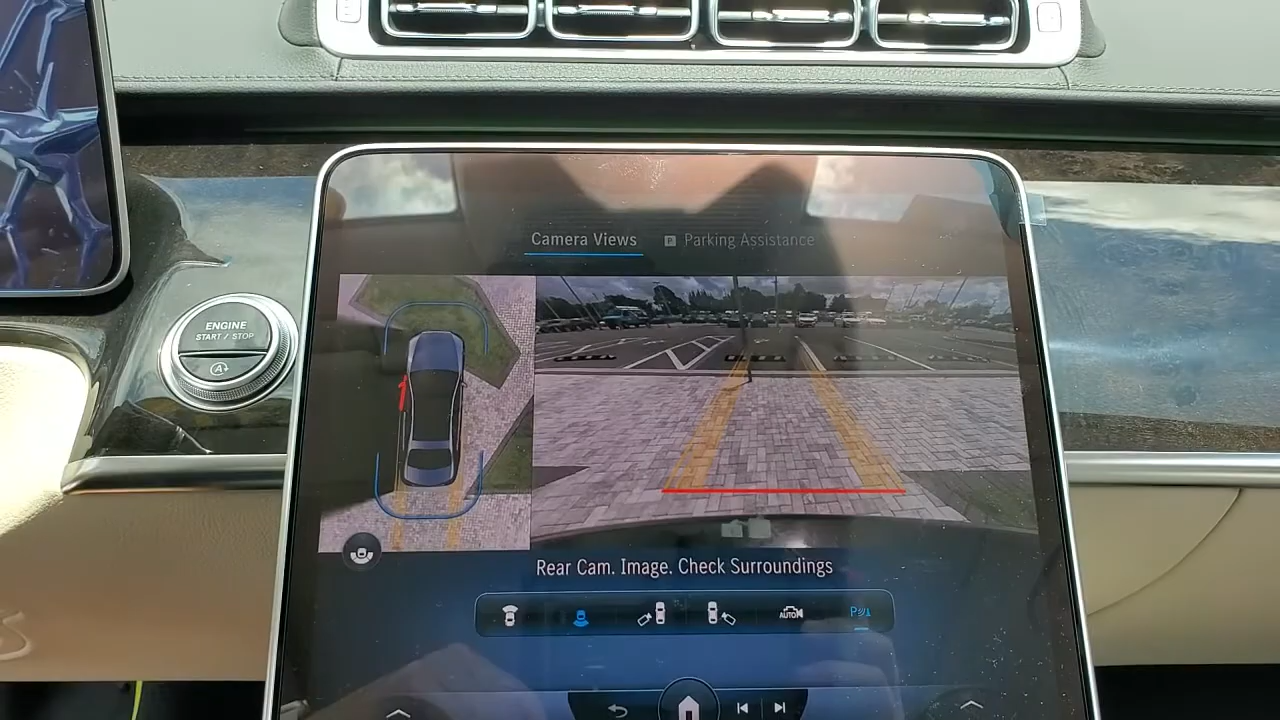 Camera Views
P Parking Assistance
ENGINE
START / STOP
A
Rear Cam. Image. Check Surroundings
AUTO